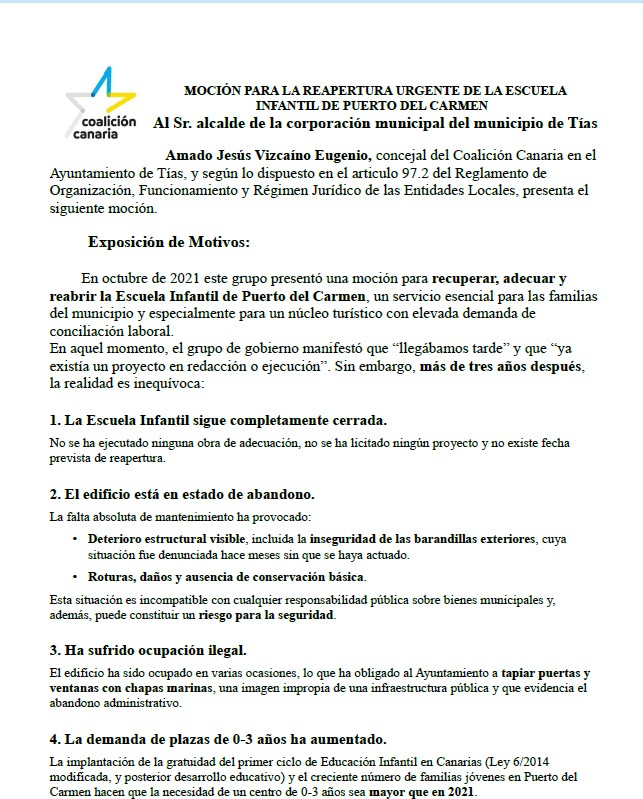 coalición
canaria
MOCIÓN PARA LA REAPERTURA URGENTE DE LA ESCUELA
INFANTIL DE PUERTO DEL CARMEN
Al Sr. alcalde de la corporación municipal del municipio de Tías
Amado Jesús Vizcaíno Eugenio, concejal del Coalición Canaria en el
Ayuntamiento de Tías, y según lo dispuesto en el articulo 97.2 del Reglamento de
Organización, Funcionamiento y Régimen Jurídico de las Entidades Locales, presenta el
siguiente moción.
Exposición de Motivos:
En octubre de 2021 este grupo presentó una moción para recuperar, adecuar y
reabrir la Escuela Infantil de Puerto del Carmen, un servicio esencial para las familias
del municipio y especialmente para un núcleo turístico con elevada demanda de
conciliación laboral.
En aquel momento, el grupo de gobierno manifestó que “llegábamos tarde” y que “ya
existía un proyecto en redacción o ejecución”. Sin embargo, más de tres años después,
la realidad es inequívoca:
1. La Escuela Infantil sigue completamente cerrada.
No se ha ejecutado ninguna obra de adecuación, no se ha licitado ningún proyecto y no existe fecha
prevista de reapertura.
2. El edificio está en estado de abandono.
La falta absoluta de mantenimiento ha provocado:
• Deterioro estructural visible, incluida la inseguridad de las barandillas exteriores, cuya
situación fue denunciada hace meses sin que se haya actuado.
• Roturas, daños y ausencia de conservación básica.
Esta situación es incompatible con cualquier responsabilidad pública sobre bienes municipales y,
además, puede constituir un riesgo para la seguridad.
3. Ha sufrido ocupación ilegal.
El edificio ha sido ocupado en varias ocasiones, lo que ha obligado al Ayuntamiento a tapiar puertas y
ventanas con chapas marinas, una imagen impropia de una infraestructura pública y que evidencia el
abandono administrativo.
4. La demanda de plazas de 0-3 años ha aumentado.
La implantación de la gratuidad del primer ciclo de Educación Infantil en Canarias (Ley 6/2014
modificada, y posterior desarrollo educativo) y el creciente número de familias jóvenes en Puerto del
Carmen hacen que la necesidad de un centro de 0-3 años sea mayor que en 2021.